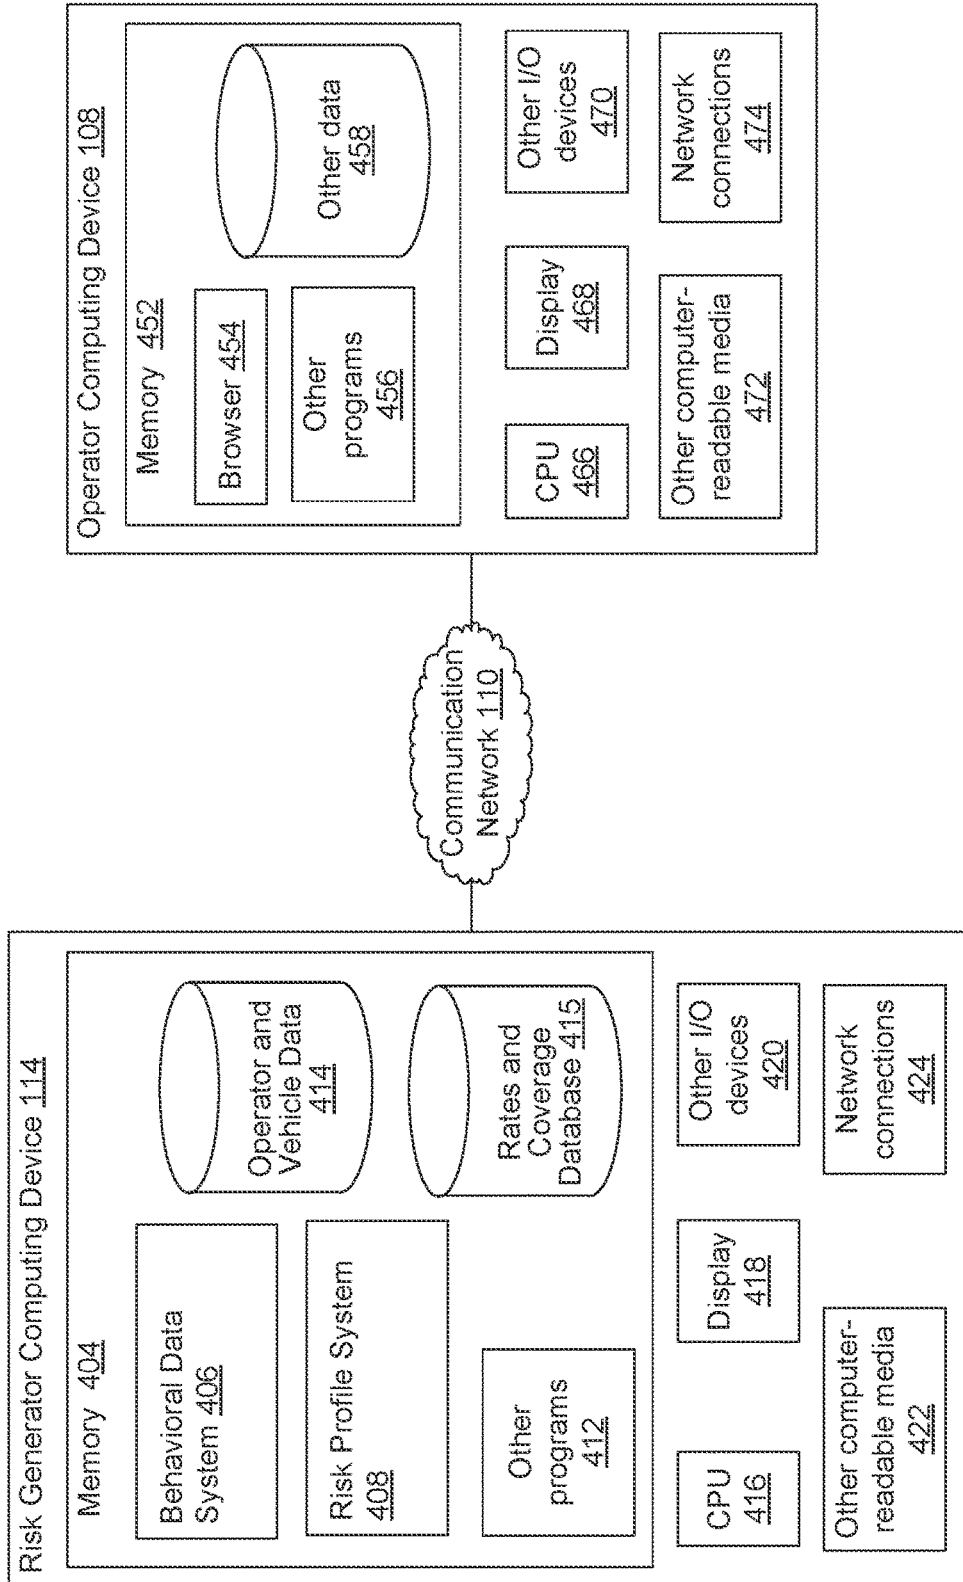 Risk Generator Computing Device 114
Memory 404
Behavioral Data
System 406
Risk Profile System
408
Other
programs
412
Operator and
Vehicle Data
414
Rates and
Coverage
Database 415
CPU
416
Display
418
Other I/O
devices
420
Other computer-
readable media
422
Network
connections
424
Communication
Network 110
Operator Computing Device 108
Memory 452
Browser 454
Other
programs
456
Other data
458
CPU
466
Display
468
Other I/O
devices
470
Other computer-
readable media
472
Network
connections
474